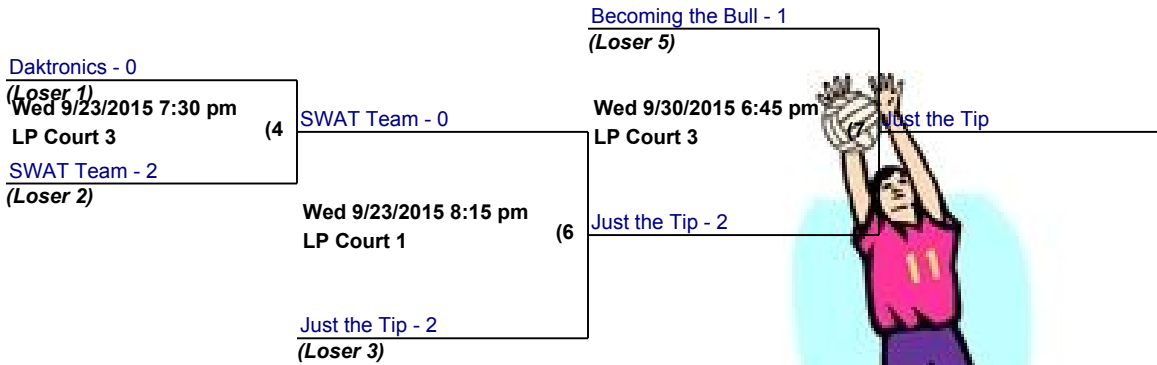 Becoming the Bull - 1
(Loser 5)
Daktronics - 0
(Loser 1)
Wed 9/23/2015 7:30 pm
LP Court 3
(4
SWAT Team - 0
Wed 9/30/2015 6:45 pm
LP Court 3
(7
Just the Tip
SWAT Team - 2
(Loser 2)
Wed 9/23/2015 8:15 pm
LP Court 1
(6
Just the Tip - 2
11
Just the Tip - 2
(Loser 3)